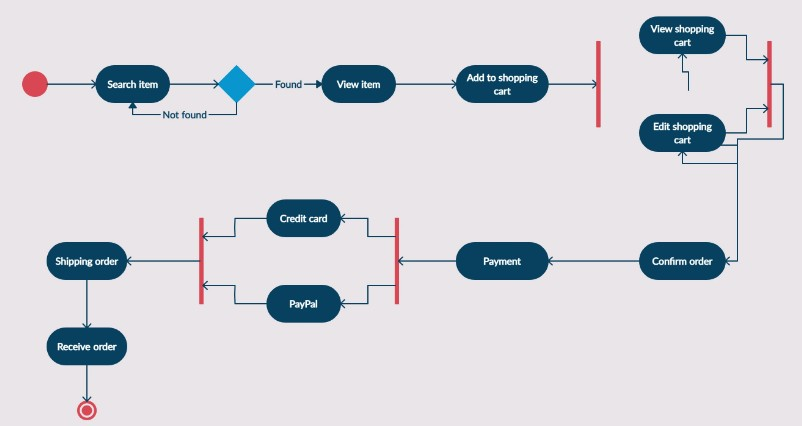 Search item
Found
Not found
View item
Add to shopping
cart
View shopping
cart
Edit shopping
cart
Confirm order
Payment
Credit card
PayPal
Shipping order
Receive order